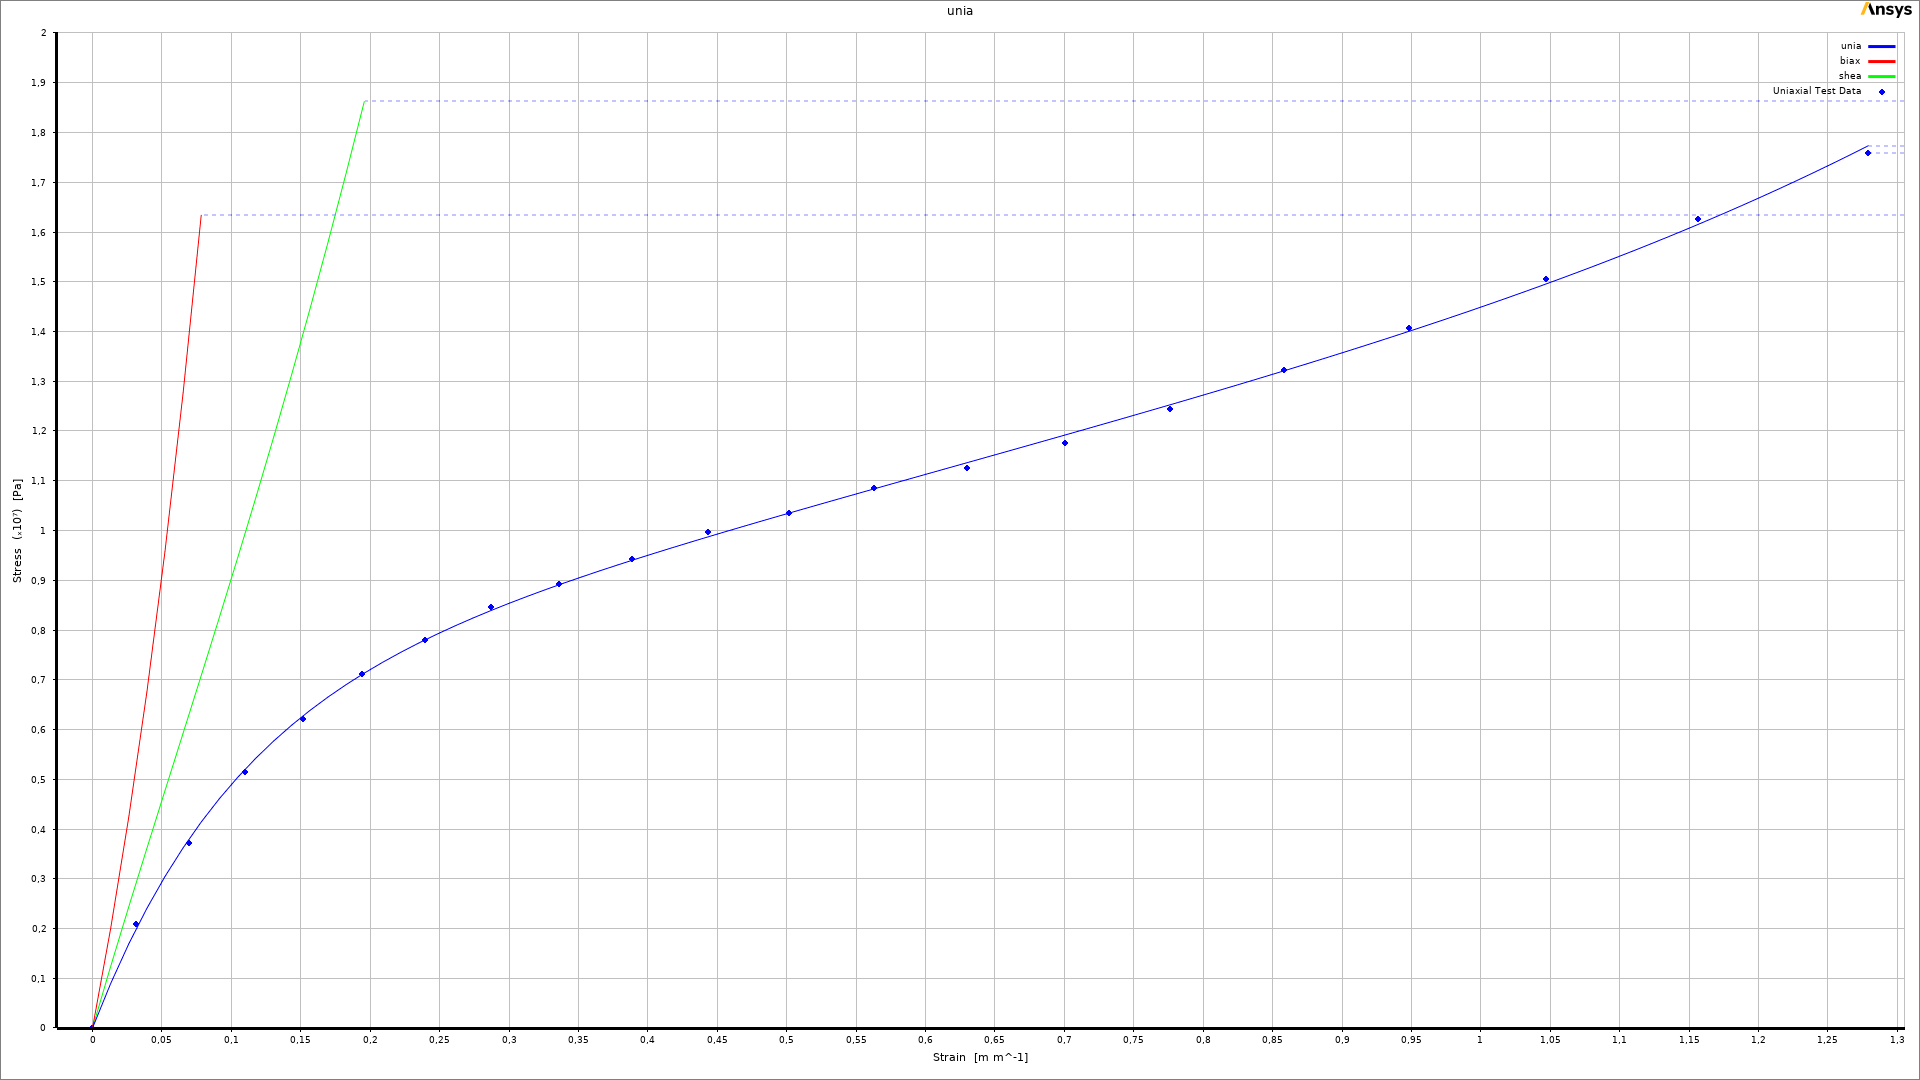 unia
Ansys
unia
biax
shea
Uniaxial Test Data
2
1,9
1,8
1,7
1,6
1,5
1,4
1,3
1,2
1,1
1
0,9
0,8
0,7
0,6
0,5
0,4
0,3
0,2
0,1
0
Stress (x10⁷) [Pa]
0 0,05 0,1 0,15 0,2 0,25 0,3 0,35 0,4 0,45 0,5 0,55 0,6 0,65 0,7 0,75 0,8 0,85 0,9 0,95 1 1,05 1,1 1,15 1,2 1,25 1,3
Strain [m m^-1]